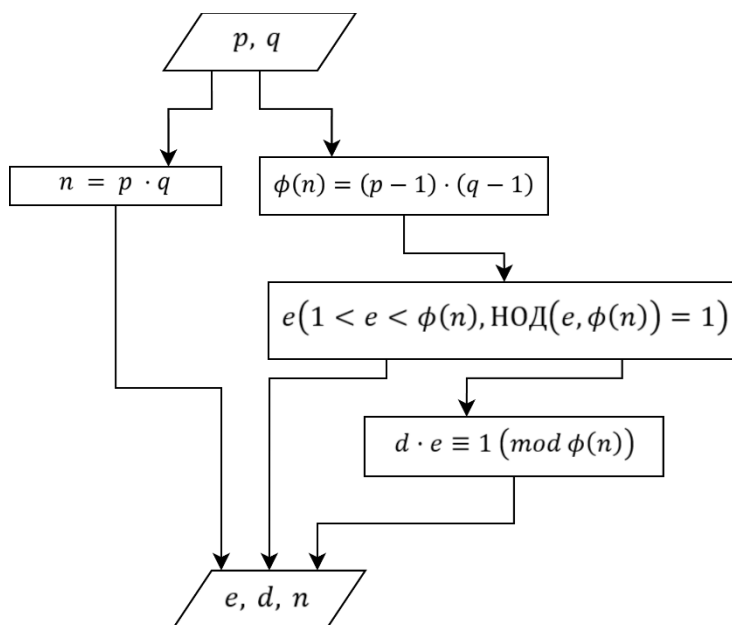 p, q
n = p · q
ϕ(n) = (p − 1) · (q − 1)
e(1 < e < ϕ(n), НОД(e, ϕ(n)) = 1)
d · e ≡ 1 (mod ϕ(n))
e, d, n